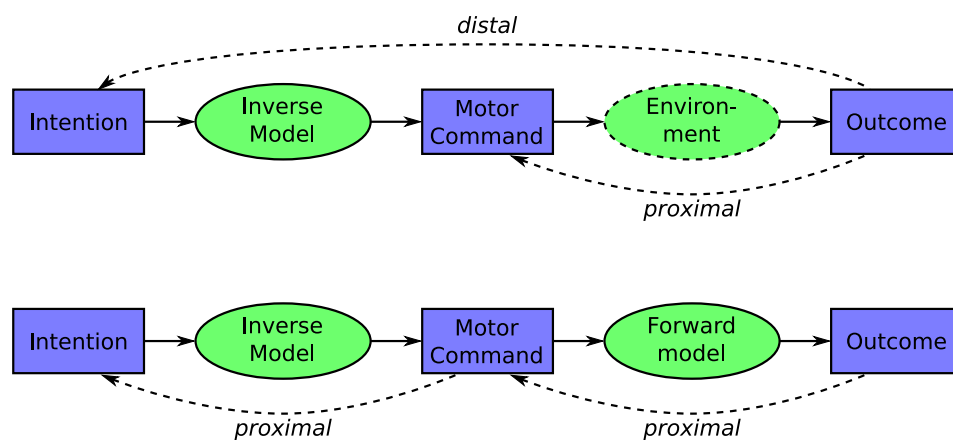 distal
Intention
Inverse
Model
Motor
Command
Environ-
ment
Outcome
proximal
Intention
Inverse
Model
Motor
Command
Forward
model
Outcome
proximal
proximal